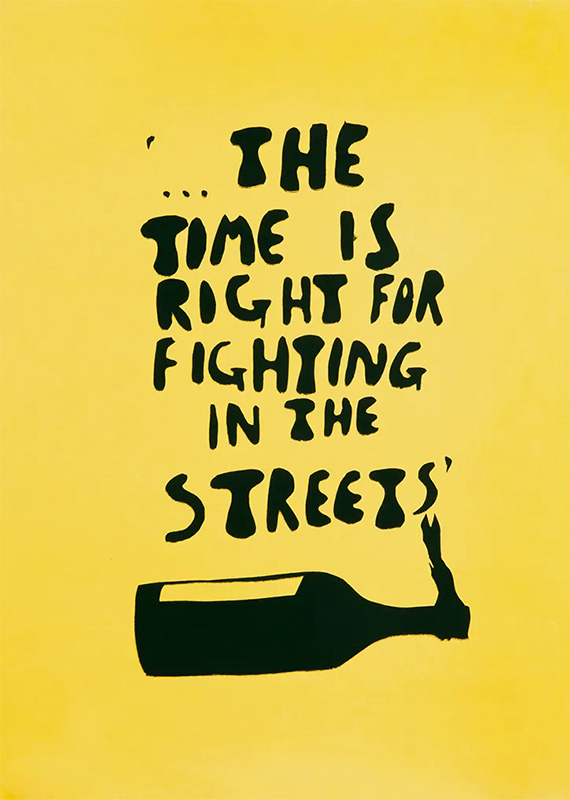 '... THE
TIME IS
RIGHT FOR
FIGHTING
IN THE
STREETS'